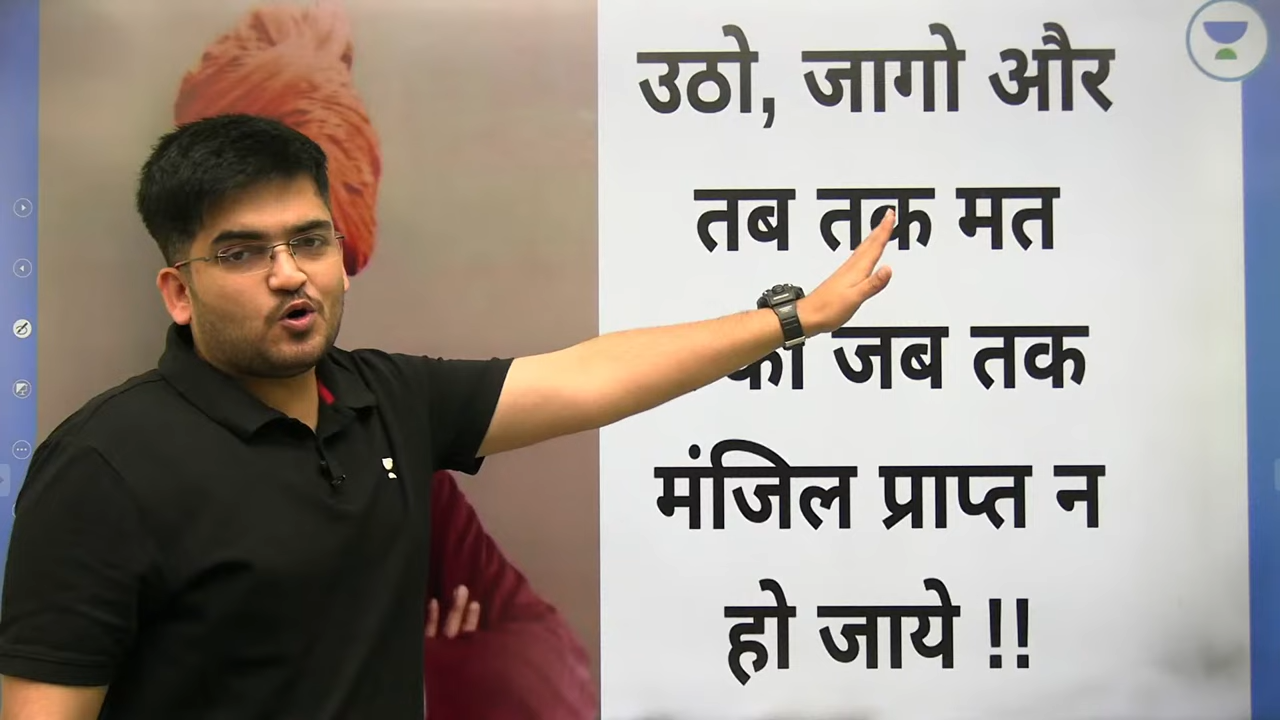 उठो, जागो और
तब तक मत
जब तक
मंजिल प्राप्त न
हो जाये !!